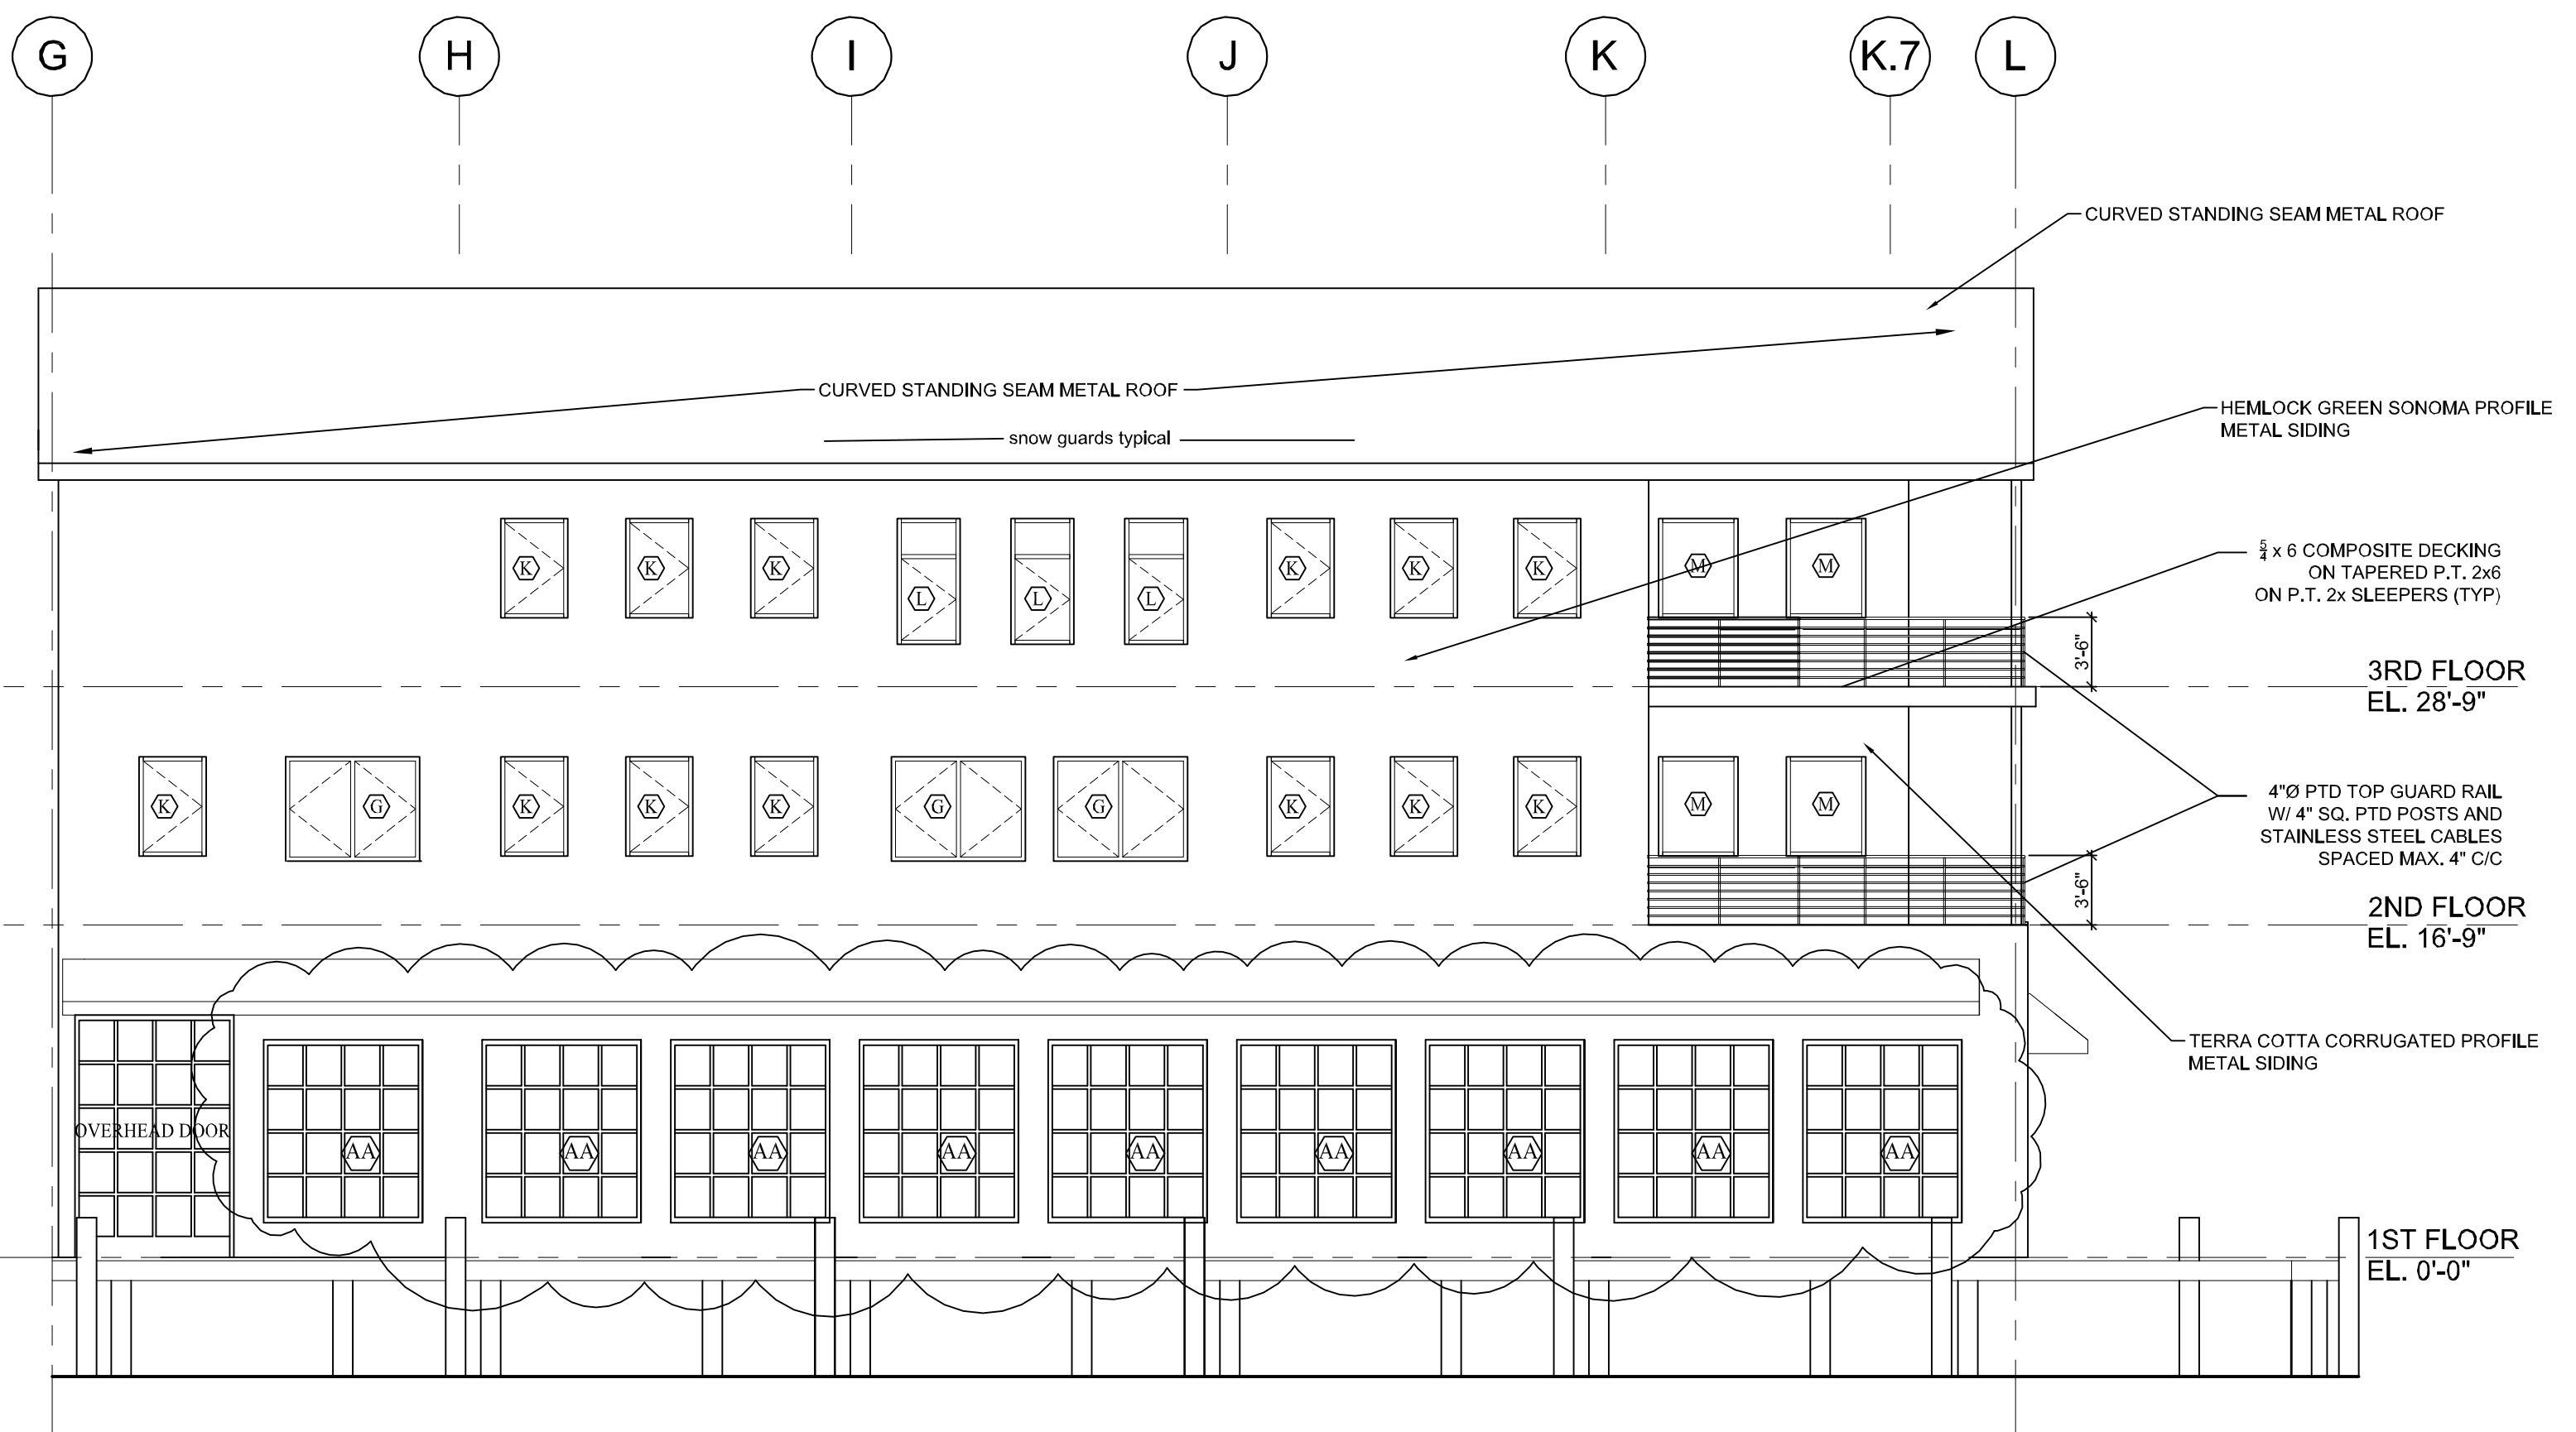 G
H
I
J
K
K.7
L
CURVED STANDING SEAM METAL ROOF
CURVED STANDING SEAM METAL ROOF
HEMLOCK GREEN SONOMA PROFILE
METAL SIDING
snow guards typical
K
K
K
L
L
L
K
K
K
M
M
5/4 x 6 COMPOSITE DECKING
ON TAPERED P.T. 2x6
ON P.T. 2x SLEEPERS (TYP)
3'-6"
3RD FLOOR
EL. 28'-9"
K
G
K
K
K
G
G
K
K
K
M
M
4"Ø PTD TOP GUARD RAIL
W/ 4" SQ. PTD POSTS AND
STAINLESS STEEL CABLES
SPACED MAX. 4" C/C
3'-6"
2ND FLOOR
EL. 16'-9"
TERRA COTTA CORRUGATED PROFILE
METAL SIDING
OVERHEAD DOOR
AA
AA
AA
AA
AA
AA
AA
AA
AA
1ST FLOOR
EL. 0'-0"